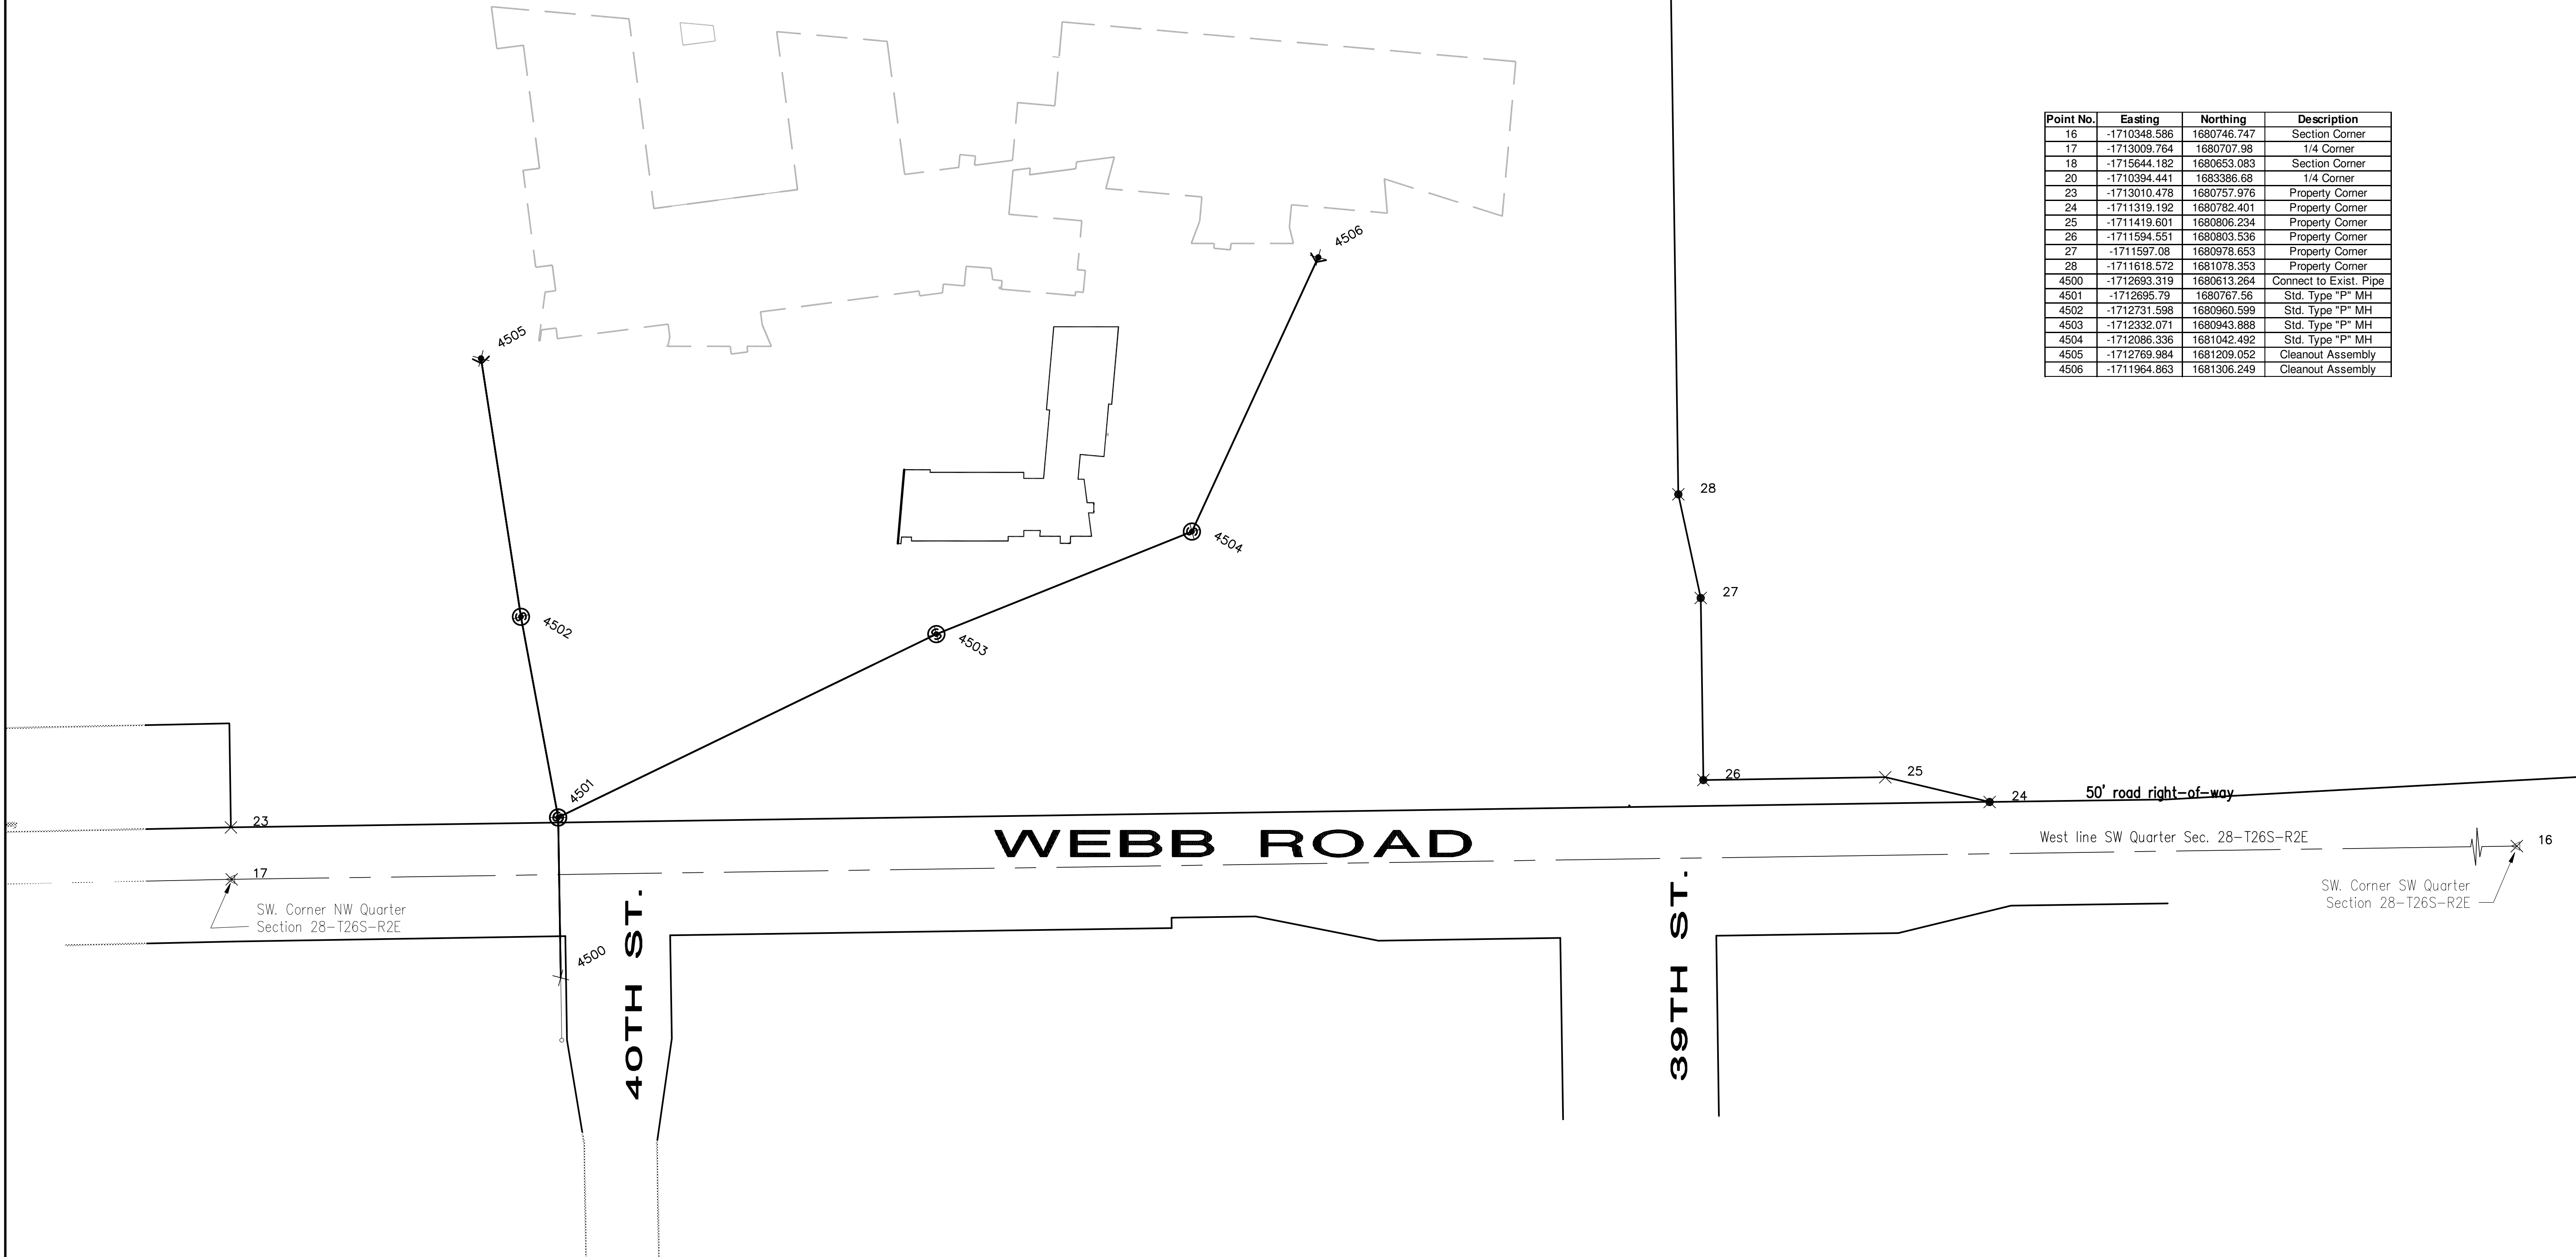 Point No. Easting Northing Description
16 -1710348.586 1680746.747 Section Corner
17 -1713009.764 1680707.98 1/4 Corner
18 -1715644.182 1680653.083 Section Corner
20 -1710394.441 1683386.68 1/4 Corner
23 -1713010.478 1680757.976 Property Corner
24 -1711319.192 1680782.401 Property Corner
25 -1711419.601 1680806.234 Property Corner
26 -1711594.551 1680803.536 Property Corner
27 -1711597.08 1680978.653 Property Corner
28 -1711618.572 1681078.353 Property Corner
4500 -1712693.319 1680613.264 Connect to Exist. Pipe
4501 -1712695.79 1680767.56 Std. Type "P" MH
4502 -1712731.598 1680960.599 Std. Type "P" MH
4503 -1712332.071 1680943.888 Std. Type "P" MH
4504 -1712086.336 1681042.492 Std. Type "P" MH
4505 -1712769.984 1681209.052 Cleanout Assembly
4506 -1711964.863 1681306.249 Cleanout Assembly
4506
4505
28
4504
27
4502
4503
26
25
4501
24
50' road right-of-way
23
WEBB ROAD
West line SW Quarter Sec. 28-T26S-R2E
16
17
SW. Corner NW Quarter
Section 28-T26S-R2E
SW. Corner SW Quarter
Section 28-T26S-R2E
4500
40TH ST.
39TH ST.